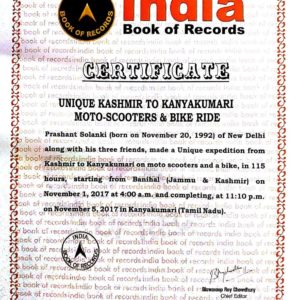 BOOK OF RECORDS
India
Book of Records
CERTIFICATE
UNIQUE KASHMIR TO KANYAKUMARI
MOTO-SCOOTERS & BIKE RIDE
Prashant Solanki (born on November 20, 1992) of New Delhi
along with his three friends, made a Unique expedition from
Kashmir to Kanyakumari on moto scooters and a bike, in 115
hours, starting from Banihal (Jammu & Kashmir) on
November 1, 2017 at 4:00 a.m. and completing, at 11:10 p.m.
on November 5, 2017 in Kanyakumari (Tamil Nadu).
INDIA
BOOK OF RECORDS
Biswaroop Roy Chowdhury
Chief Editor